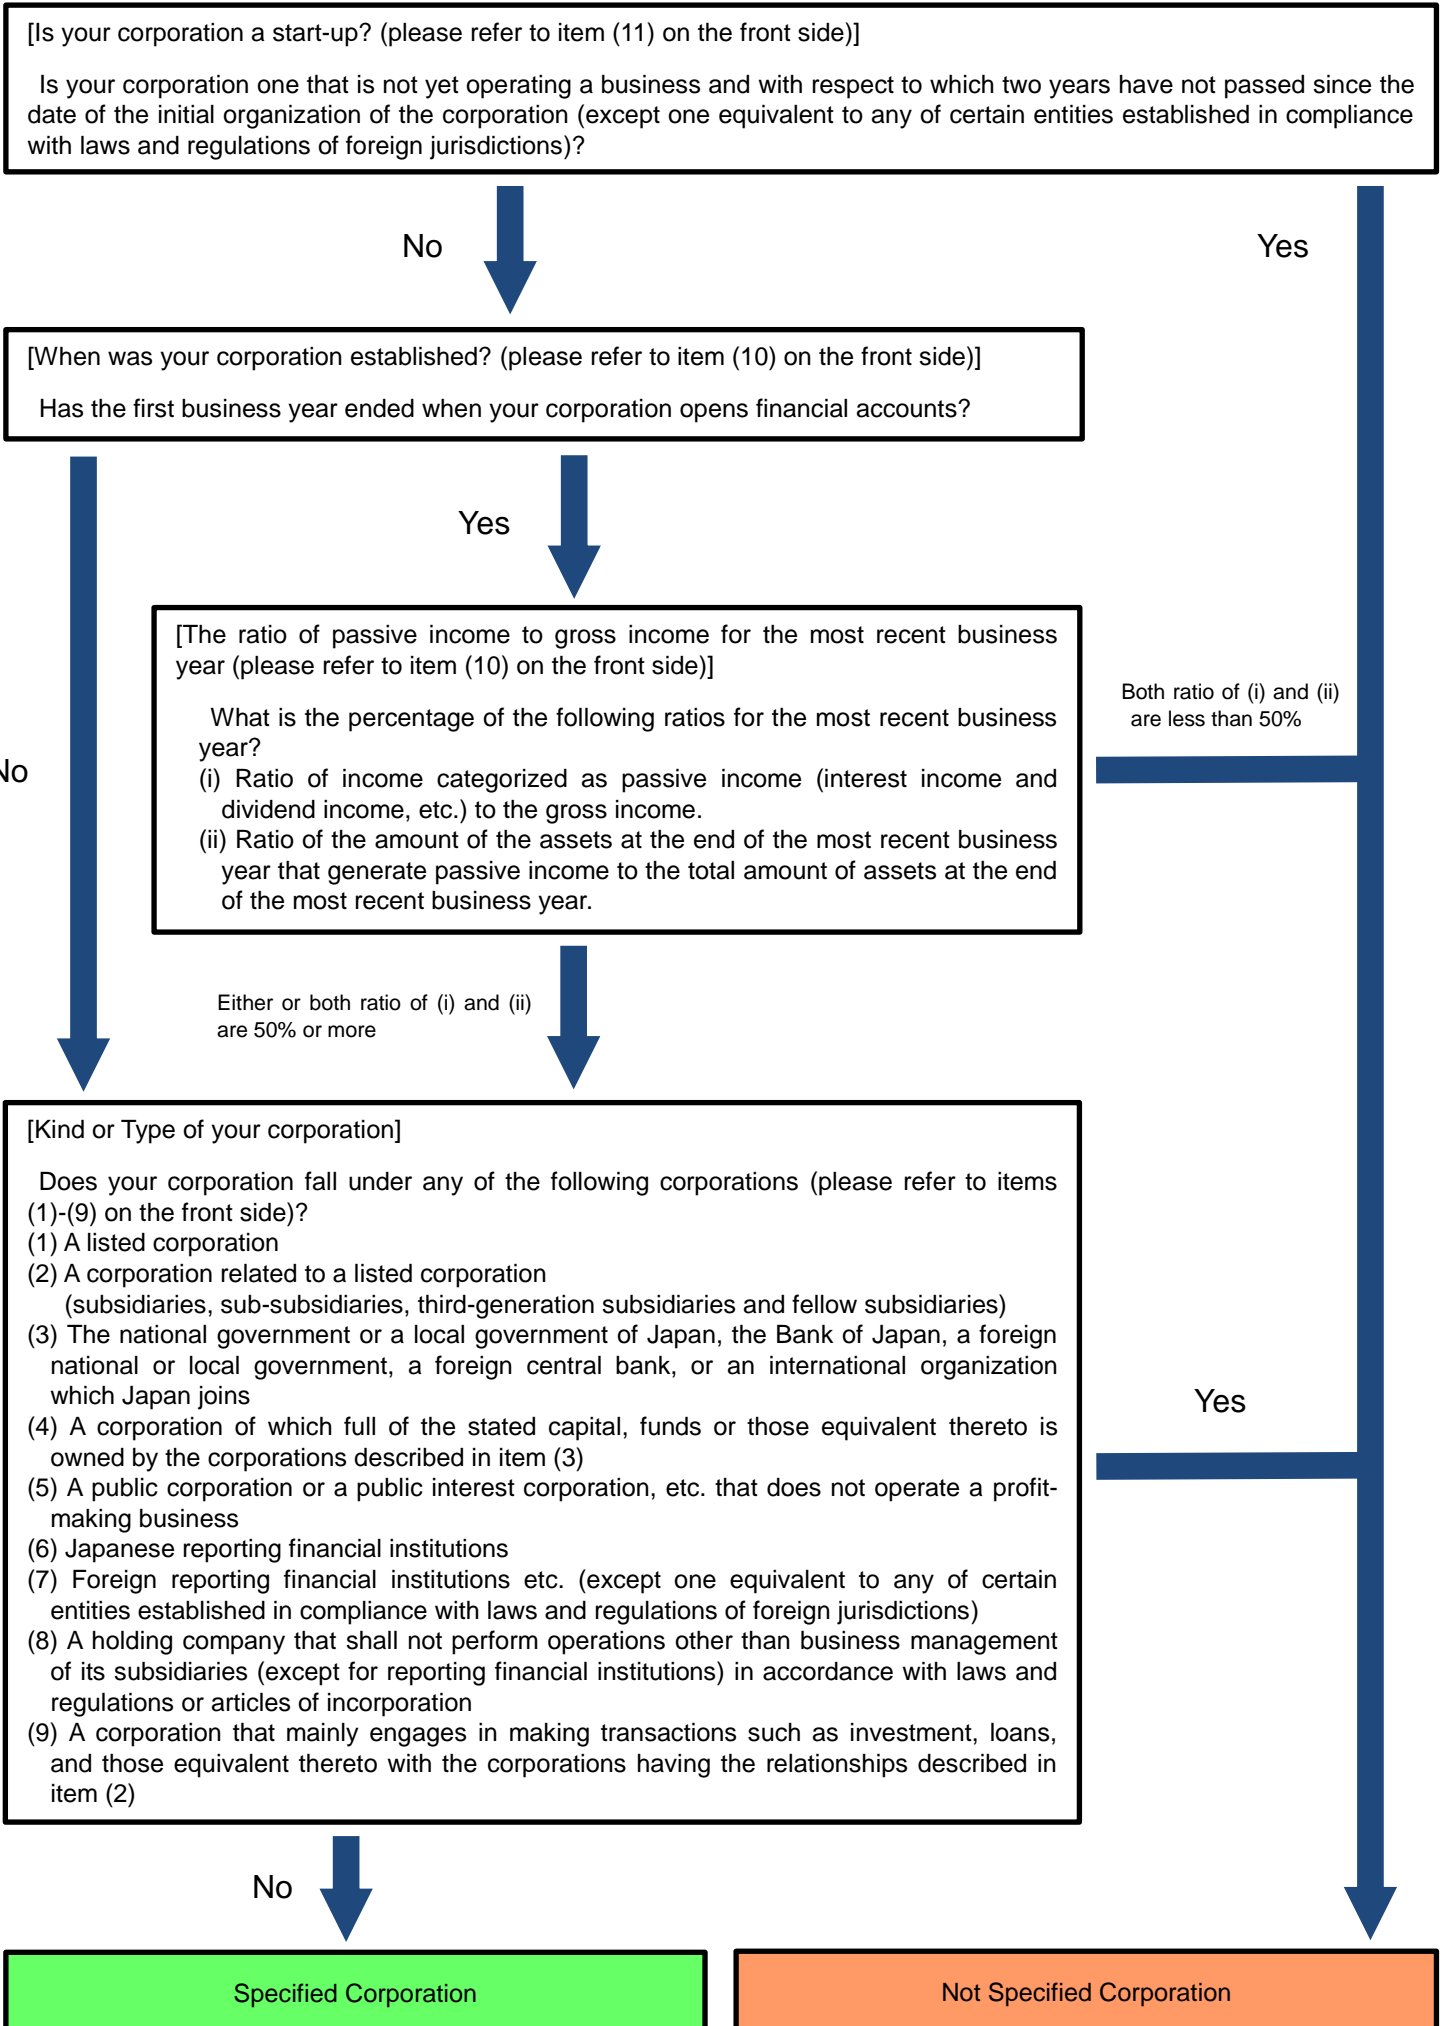 [Is your corporation a start-up? (please refer to item (11) on the front side)]
Is your corporation one that is not yet operating a business and with respect to which two years have not passed since the
date of the initial organization of the corporation (except one equivalent to any of certain entities established in compliance
with laws and regulations of foreign jurisdictions)?
No
Yes
[When was your corporation established? (please refer to item (10) on the front side)]
Has the first business year ended when your corporation opens financial accounts?
Yes
[The ratio of passive income to gross income for the most recent business
year (please refer to item (10) on the front side)]
What is the percentage of the following ratios for the most recent business
year?
(i) Ratio of income categorized as passive income (interest income and
dividend income, etc.) to the gross income.
(ii) Ratio of the amount of the assets at the end of the most recent business
year that generate passive income to the total amount of assets at the end
of the most recent business year.
Both ratio of (i) and (ii)
are less than 50%
No
Either or both ratio of (i) and (ii)
are 50% or more
[Kind or Type of your corporation]
Does your corporation fall under any of the following corporations (please refer to items
(1)-(9) on the front side)?
(1) A listed corporation
(2) A corporation related to a listed corporation
(subsidiaries, sub-subsidiaries, third-generation subsidiaries and fellow subsidiaries)
(3) The national government or a local government of Japan, the Bank of Japan, a foreign
national or local government, a foreign central bank, or an international organization
which Japan joins
(4) A corporation of which full of the stated capital, funds or those equivalent thereto is
owned by the corporations described in item (3)
(5) A public corporation or a public interest corporation, etc. that does not operate a profit-
making business
(6) Japanese reporting financial institutions
(7) Foreign reporting financial institutions etc. (except one equivalent to any of certain
entities established in compliance with laws and regulations of foreign jurisdictions)
(8) A holding company that shall not perform operations other than business management
of its subsidiaries (except for reporting financial institutions) in accordance with laws and
regulations or articles of incorporation
(9) A corporation that mainly engages in making transactions such as investment, loans,
and those equivalent thereto with the corporations having the relationships described in
item (2)
Yes
No
Specified Corporation
Not Specified Corporation